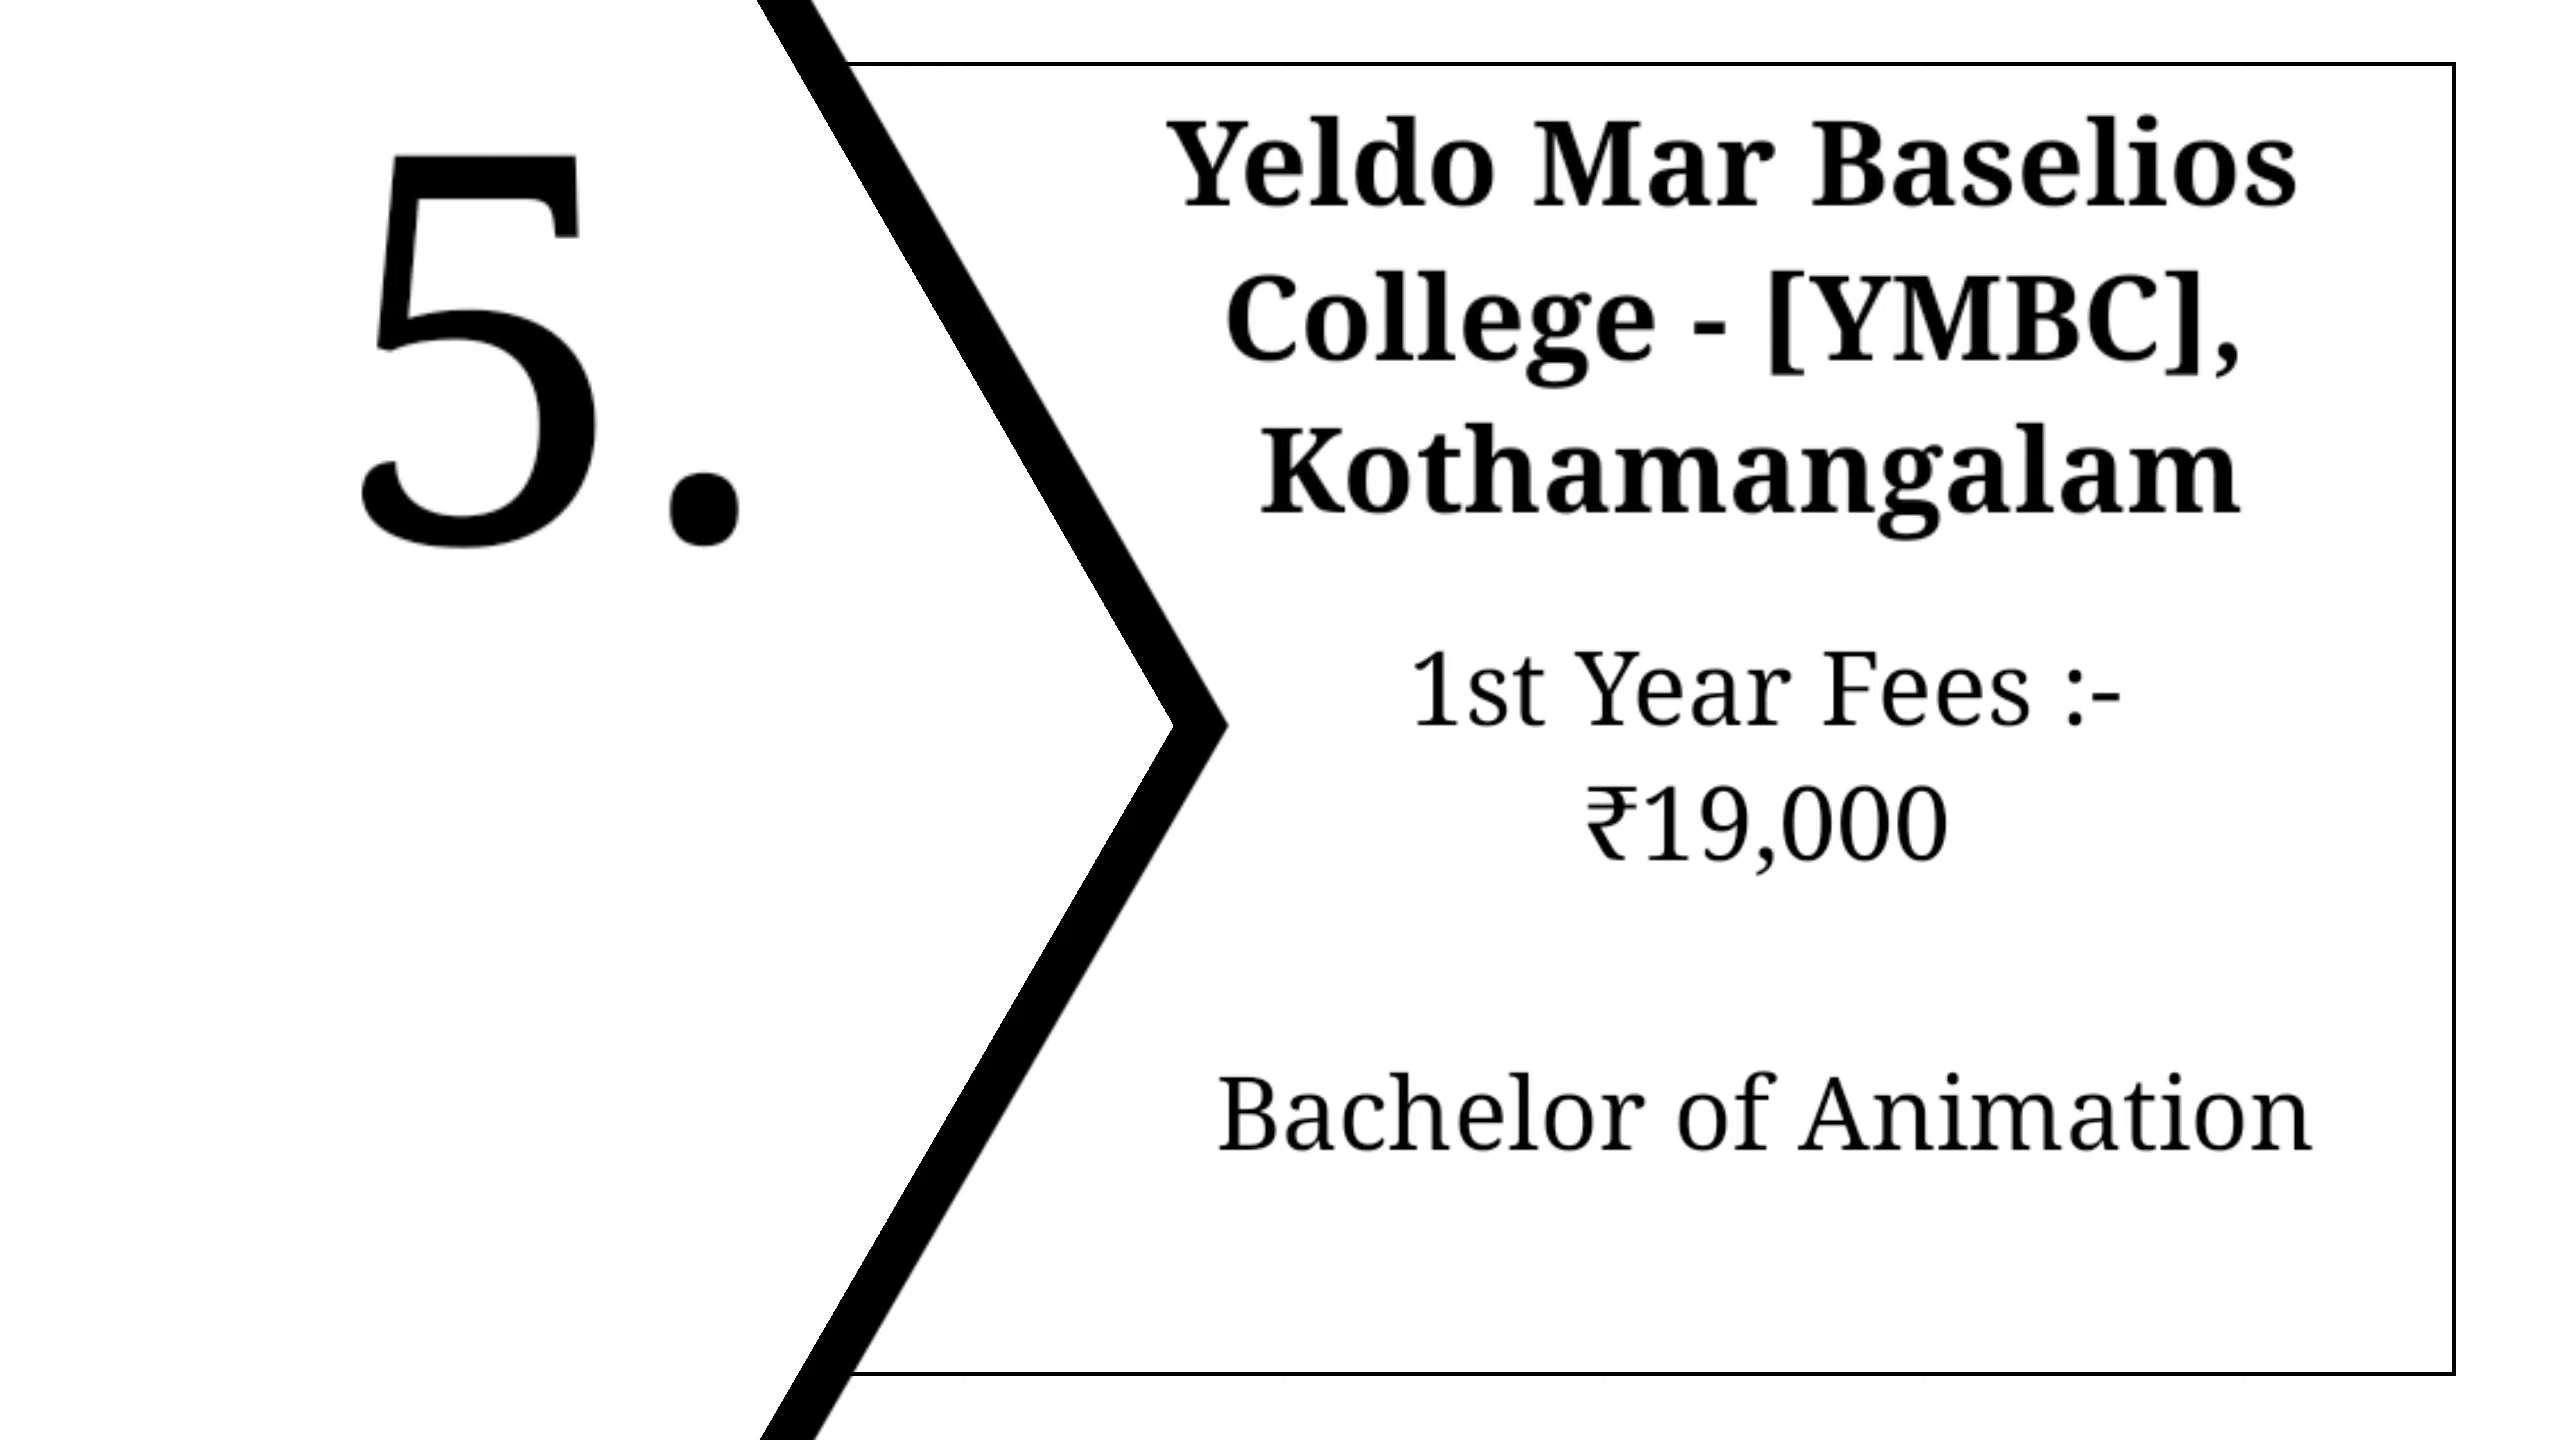 5.
Yeldo Mar Baselios
College - [YMBC],
Kothamangalam
1st Year Fees :-
₹19,000
Bachelor of Animation